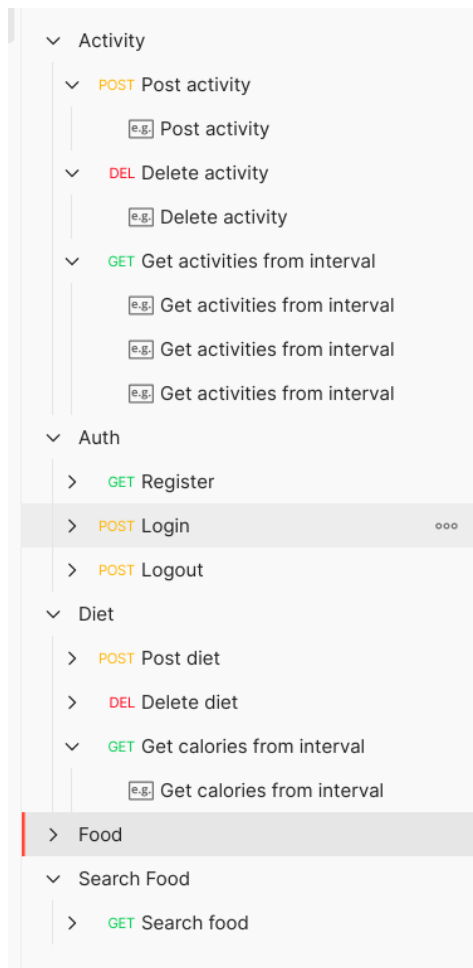 Activity
POST Post activity
e.g. Post activity
DEL Delete activity
e.g. Delete activity
GET Get activities from interval
e.g. Get activities from interval
e.g. Get activities from interval
e.g. Get activities from interval
Auth
GET Register
POST Login
POST Logout
Diet
POST Post diet
DEL Delete diet
GET Get calories from interval
e.g. Get calories from interval
Food
Search Food
GET Search food